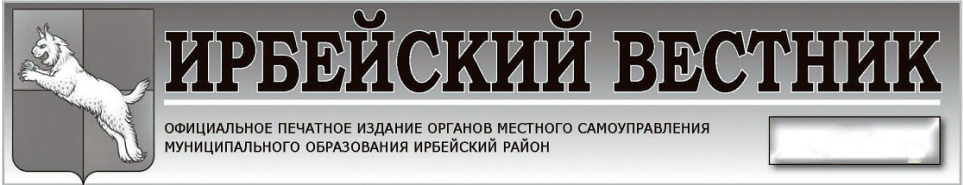 ИРБЕЙСКИЙ ВЕСТНИК
ОФИЦИАЛЬНОЕ ПЕЧАТНОЕ ИЗДАНИЕ ОРГАНОВ МЕСТНОГО САМОУПРАВЛЕНИЯ
МУНИЦИПАЛЬНОГО ОБРАЗОВАНИЯ ИРБЕЙСКИЙ РАЙОН